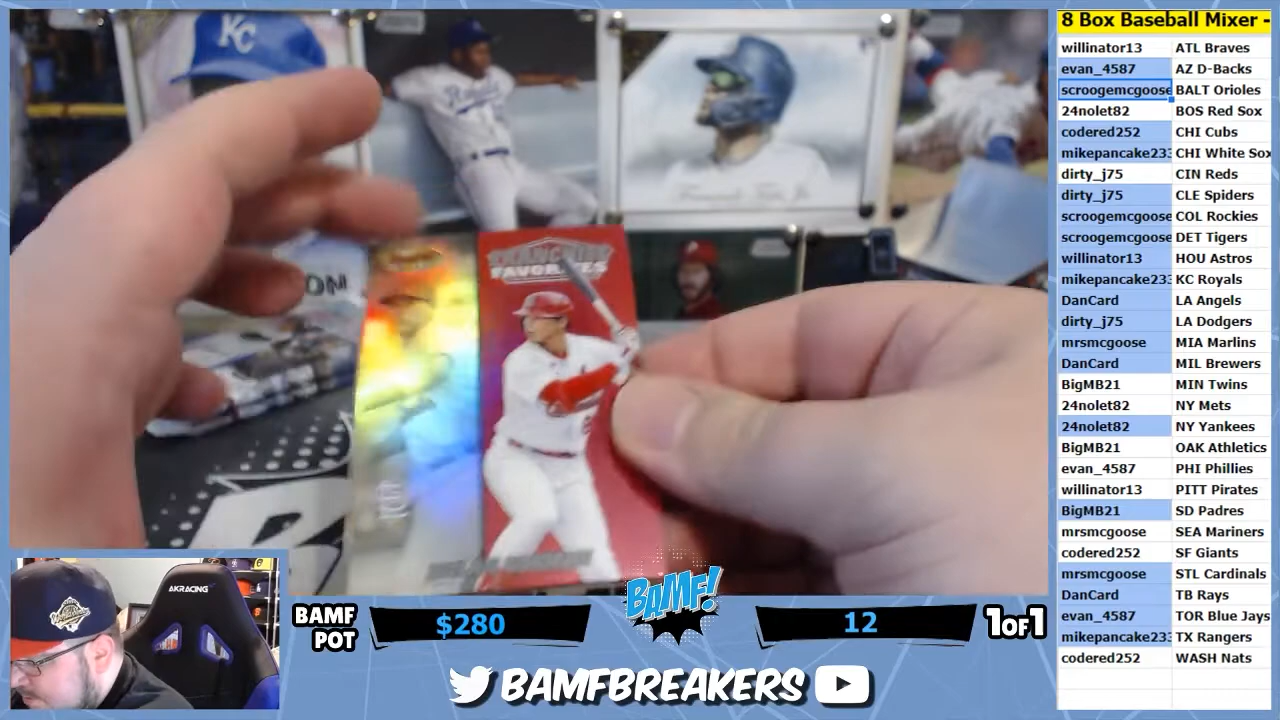 8 Box Baseball Mixer -
willinator13 ATL Braves
evan_4587 AZ D-Backs
scroogemcgoose BALT Orioles
24nolet82 BOS Red Sox
codered252 CHI Cubs
mikepancake233 CHI White Sox
dirty_j75 CIN Reds
dirty_j75 CLE Spiders
scroogemcgoose COL Rockies
scroogemcgoose DET Tigers
willinator13 HOU Astros
mikepancake233 KC Royals
DanCard LA Angels
dirty_j75 LA Dodgers
mrsmcgoose MIA Marlins
DanCard MIL Brewers
BigMB21 MIN Twins
24nolet82 NY Mets
24nolet82 NY Yankees
BigMB21 OAK Athletics
evan_4587 PHI Phillies
willinator13 PITT Pirates
BigMB21 SD Padres
mrsmcgoose SEA Mariners
codered252 SF Giants
mrsmcgoose STL Cardinals
DanCard TB Rays
evan_4587 TOR Blue Jays
mikepancake233 TX Rangers
codered252 WASH Nats
KC
Royals
FRANCHISE
FAVORITES
AKRACING
BAMF
POT
$280
BAMF!
12
1OF1
BAMFBREAKERS